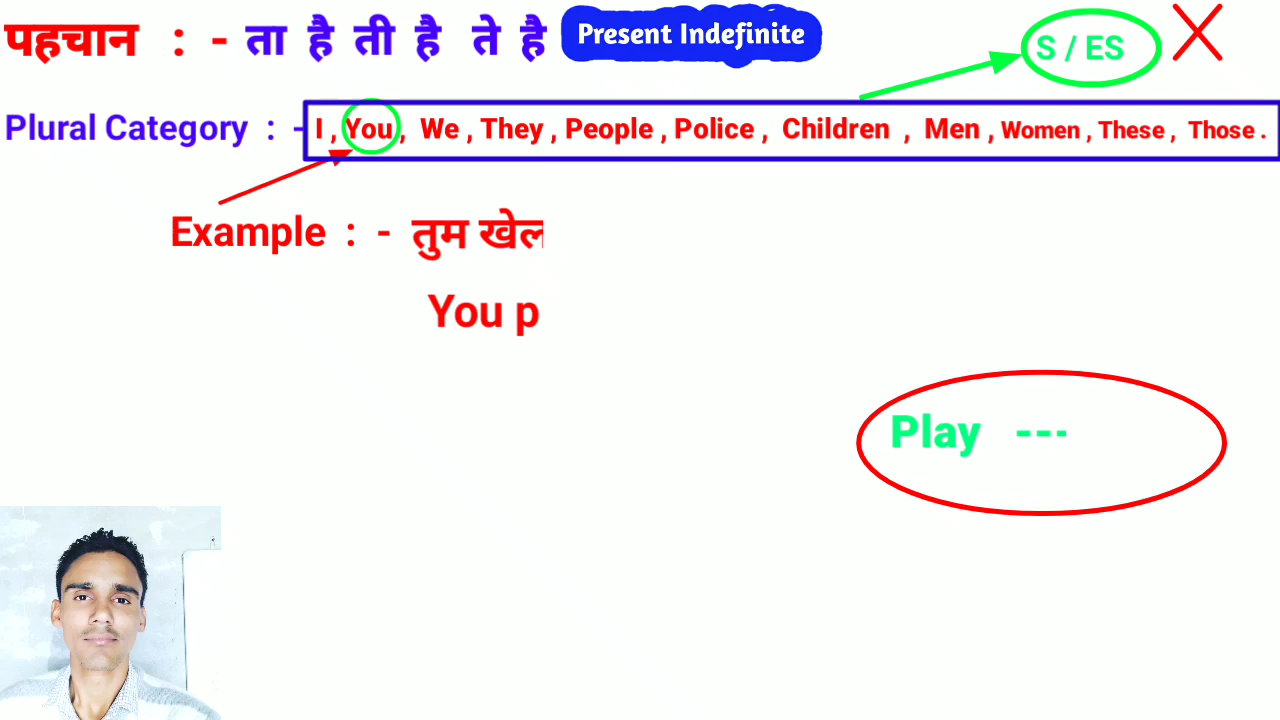 पहचान : - ता है ती है ते है Present Indefinite S / ES
Plural Category : - I , You , We , They , People , Police , Children , Men , Women , These , Those .
Example : - तुम खेल
You p
Play ---